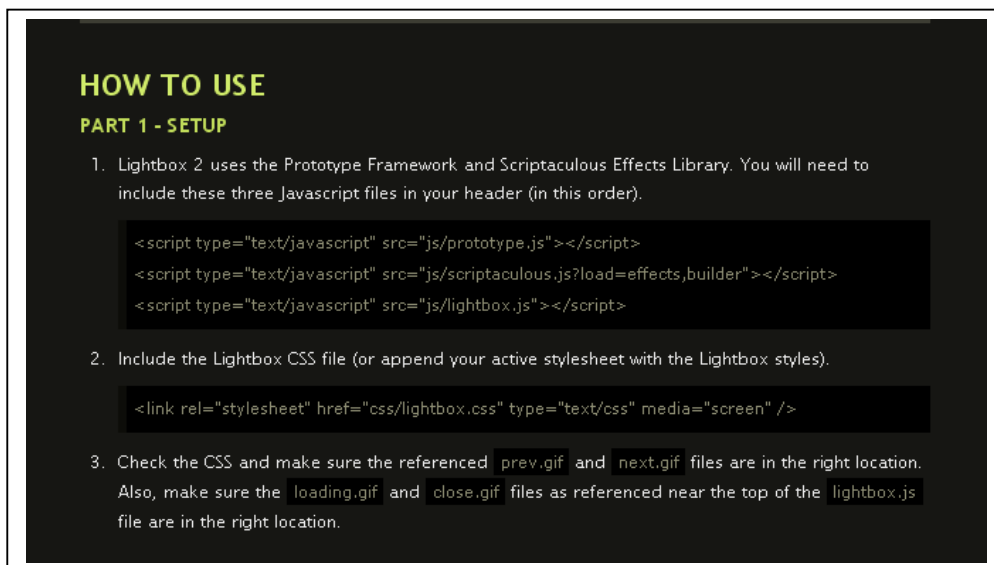 HOW TO USE
PART 1 - SETUP
1. Lightbox 2 uses the Prototype Framework and Scriptaculous Effects Library. You will need to
include these three Javascript files in your header (in this order).
<script type="text/javascript" src="js/prototype.js"></script>
<script type="text/javascript" src="js/scriptaculous.js?load=effects,builder"></script>
<script type="text/javascript" src="js/lightbox.js"></script>
2. Include the Lightbox CSS file (or append your active stylesheet with the Lightbox styles).
<link rel="stylesheet" href="css/lightbox.css" type="text/css" media="screen" />
3. Check the CSS and make sure the referenced prev.gif and next.gif files are in the right location.
Also, make sure the loading.gif and close.gif files as referenced near the top of the lightbox.js
file are in the right location.